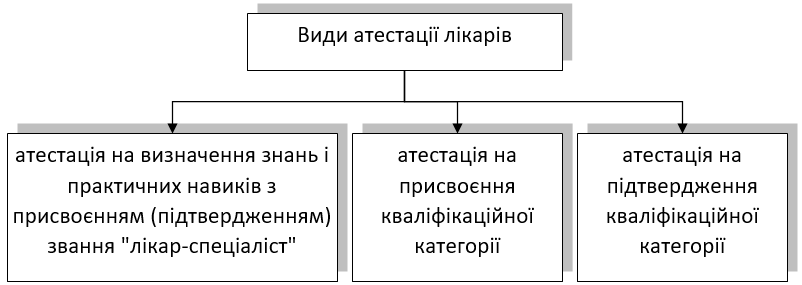 Види атестації лікарів
атестація на визначення знань і
практичних навиків з
присвоєнням (підтвердженням)
звання "лікар-спеціаліст"
атестація на
присвоєння
кваліфікаційної
категорії
атестація на
підтвердження
кваліфікаційної
категорії